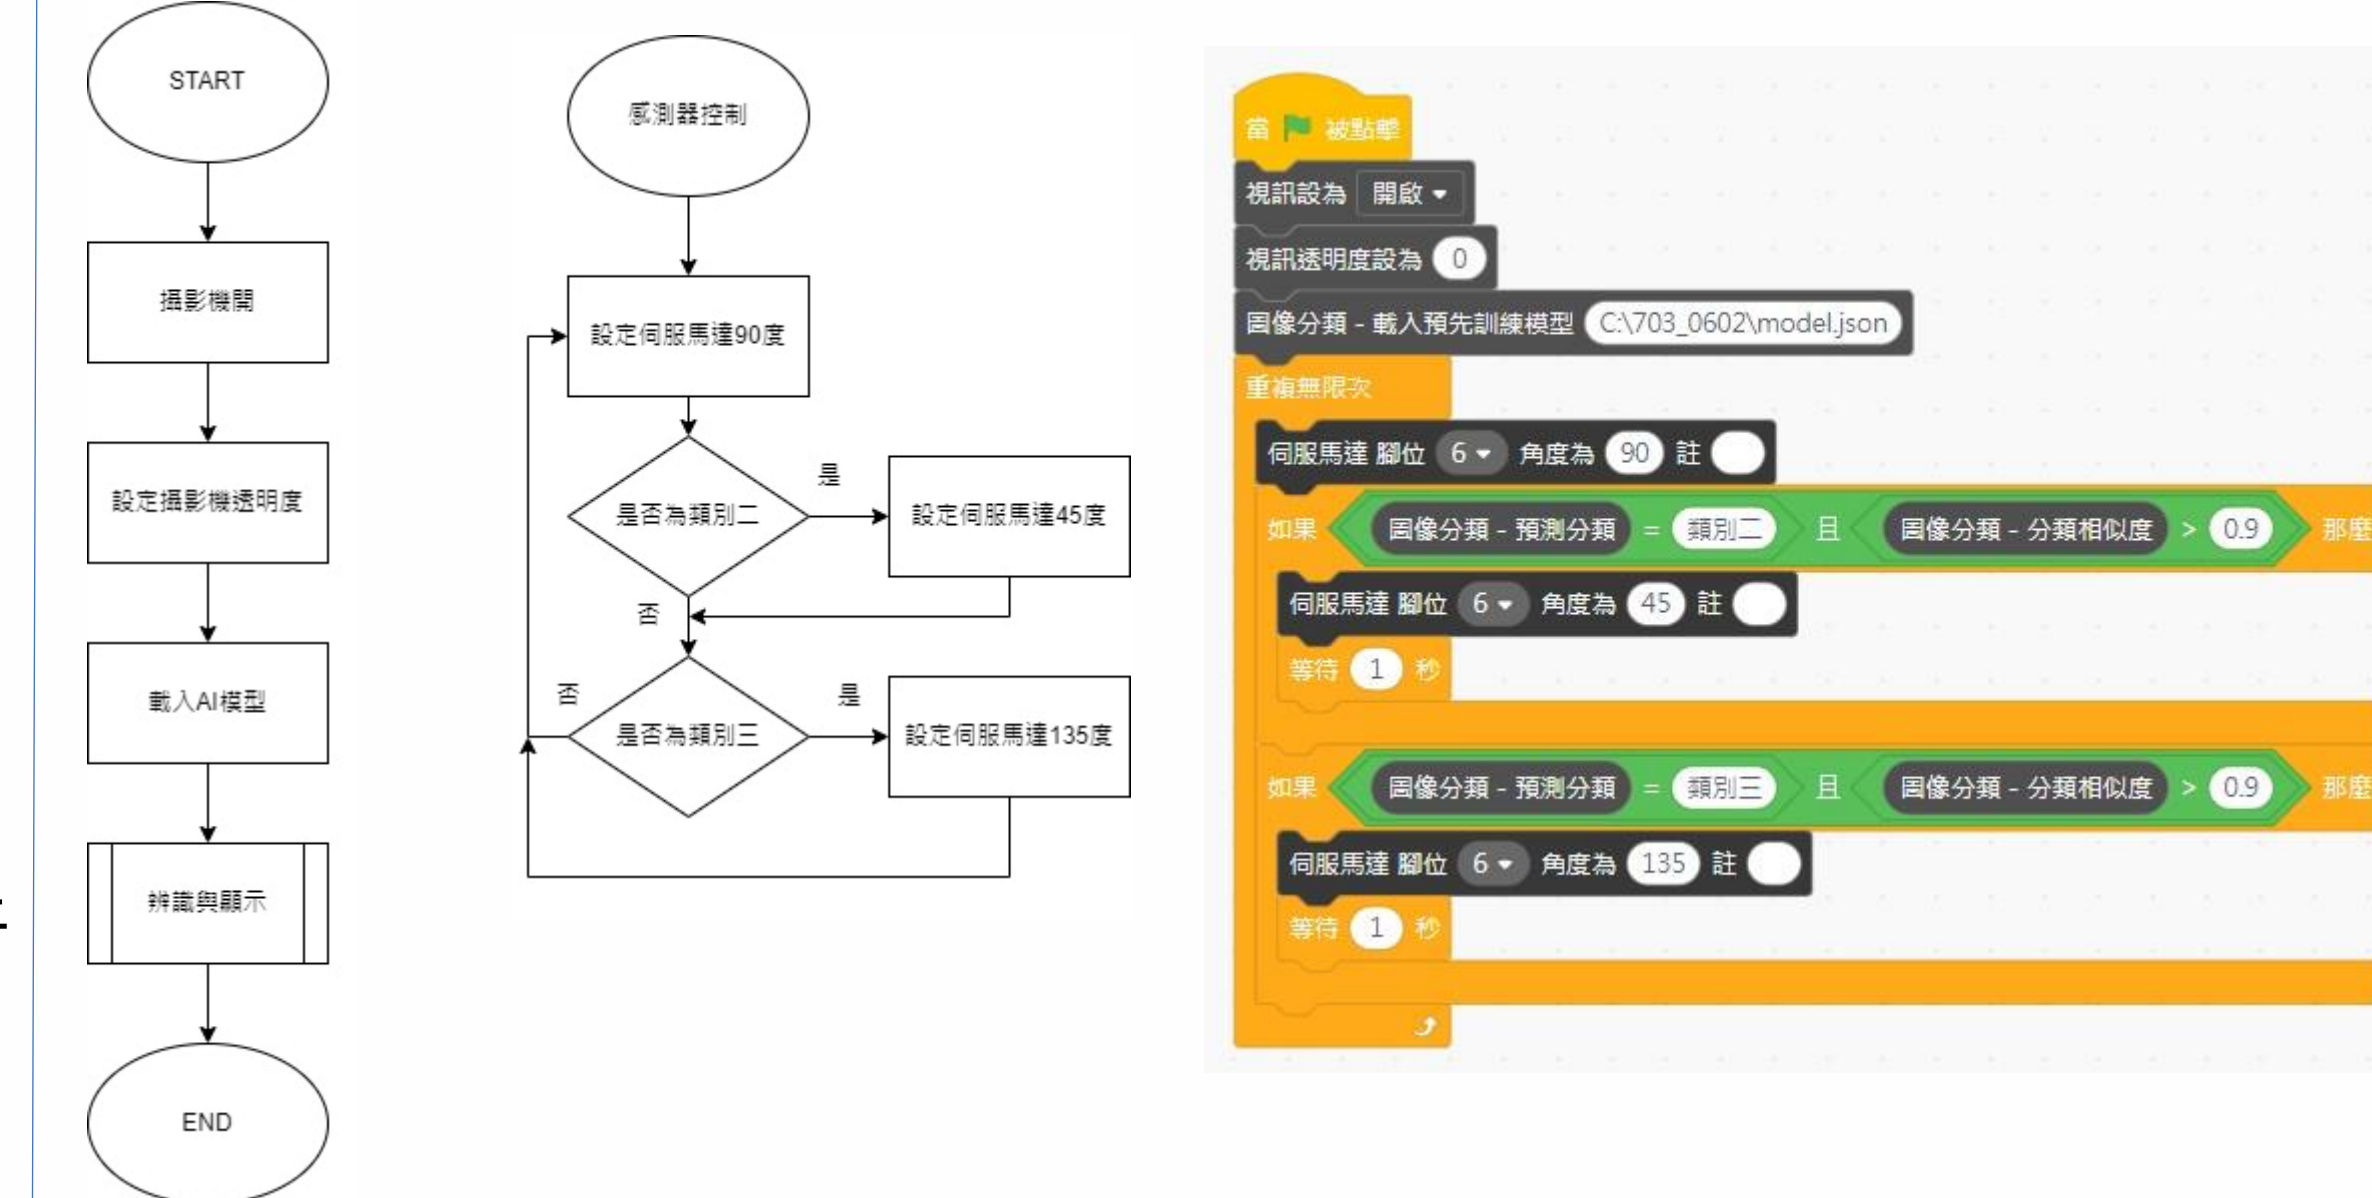 START
攝影機開
設定攝影機透明度
載入AI模型
辨識與顯示
END
感測器控制
設定伺服馬達90度
是否為類別二
是
設定伺服馬達45度
否
是否為類別三
否
是
設定伺服馬達135度
當 被點擊
視訊設為 開啟
視訊透明度設為 0
圖像分類 - 載入預先訓練模型 C:\703_0602\model.json
重複無限次
伺服馬達 腳位 6 角度為 90 註
如果 圖像分類 - 預測分類 = 類別二 且 圖像分類 - 分類相似度 > 0.9 那麼
伺服馬達 腳位 6 角度為 45 註
等待 1 秒
如果 圖像分類 - 預測分類 = 類別三 且 圖像分類 - 分類相似度 > 0.9 那麼
伺服馬達 腳位 6 角度為 135 註
等待 1 秒